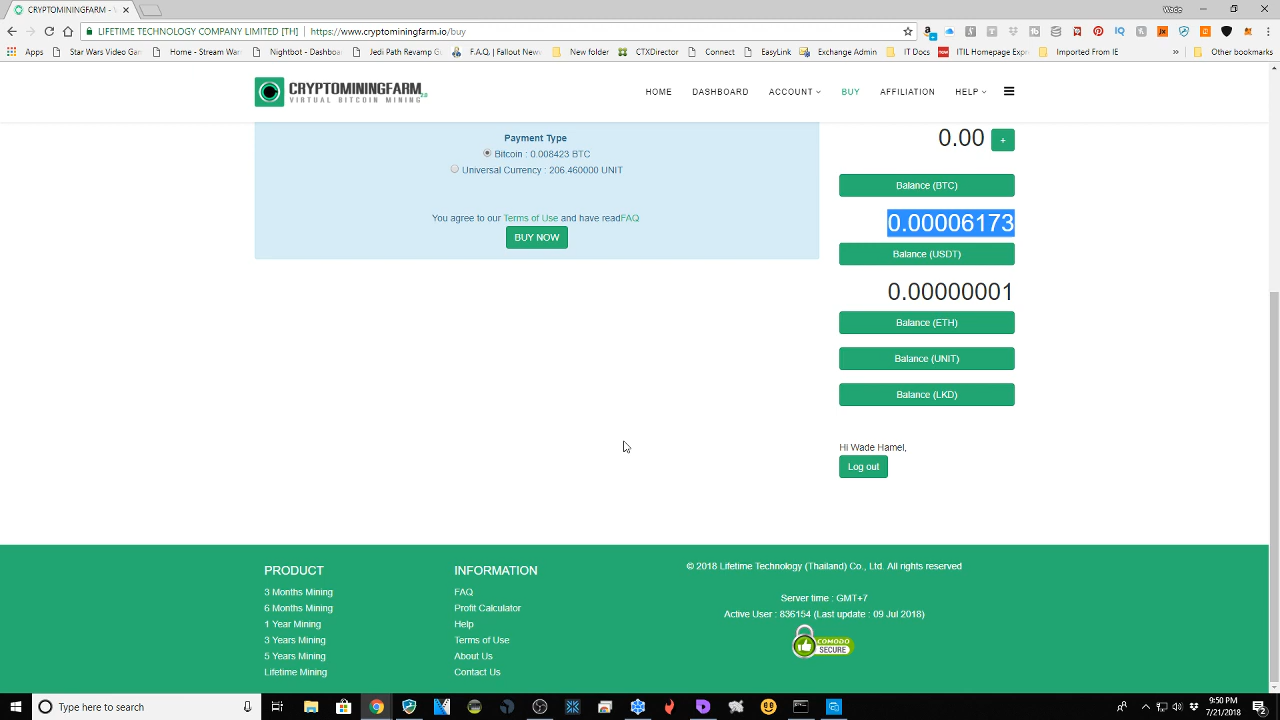 CRYPTOMININGFARM - V
Wade
LIFETIME TECHNOLOGY COMPANY LIMITED [TH] https://www.cryptominingfarm.io/buy
Apps Star Wars Video Gam Home - Stream War Nightbot - Dashboard Jedi Path Revenge Co F.A.Q. | Fallout New New folder CTXDirector Connect EasyLink Citrix Consulting IT Docs ITIL Homepage Exp Imported From IE » Other bookmarks
CRYPTOMININGFARM
VIRTUAL BITCOIN MINING
HOME DASHBOARD ACCOUNT BUY AFFILIATION HELP
Payment Type
Bitcoin : 0.008423 BTC
Universal Currency : 206.460000 UNIT
You agree to our Terms of Use and have readFAQ
BUY NOW
0.00 +
Balance (BTC)
0.00006173
Balance (USDT)
0.00000001
Balance (ETH)
Balance (UNIT)
Balance (LKD)
Hi Wade Hamel,
Log out
PRODUCT
3 Months Mining
6 Months Mining
1 Year Mining
3 Years Mining
5 Years Mining
Lifetime Mining
INFORMATION
FAQ
Profit Calculator
Help
Terms of Use
About Us
Contact Us
© 2018 Lifetime Technology (Thailand) Co., Ltd. All rights reserved
Server time : GMT+7
Active User : 836154 (Last update : 09 Jul 2018)
COMODO
SECURE
Type here to search
9:50 PM
7/21/2018